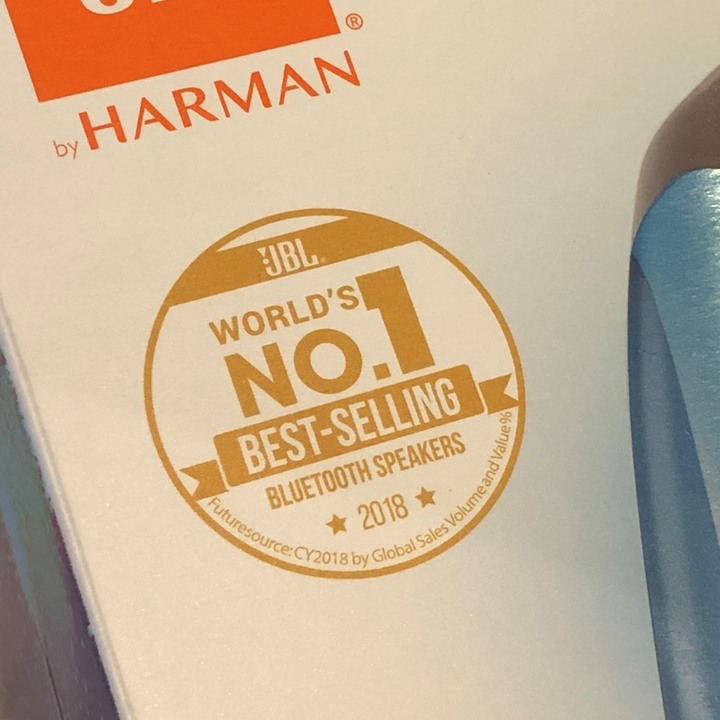 ®
by HARMAN
JBL®
WORLD'S
NO.1
BEST-SELLING
BLUETOOTH SPEAKERS
★ 2018 ★
Futuresource:CY2018 by Global Sales Volume and Value%